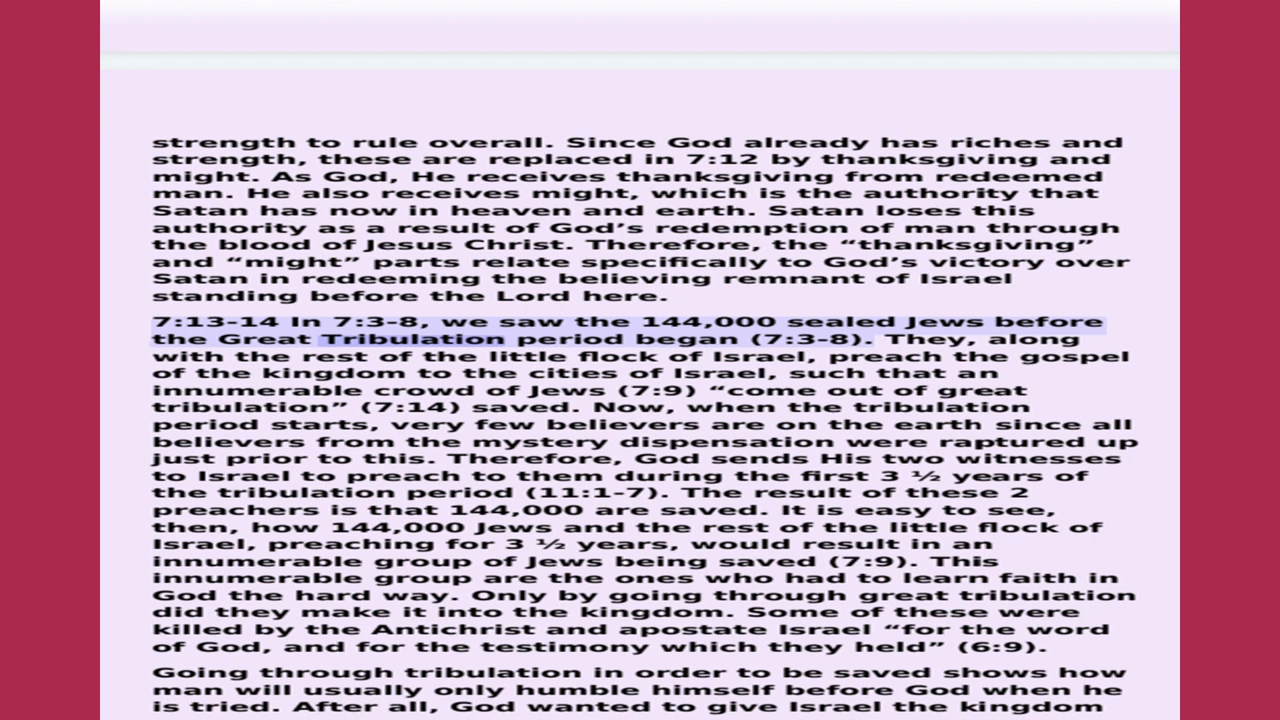 strength to rule overall. Since God already has riches and
strength, these are replaced in 7:12 by thanksgiving and
might. As God, He receives thanksgiving from redeemed
man. He also receives might, which is the authority that
Satan has now in heaven and earth. Satan loses this
authority as a result of God’s redemption of man through
the blood of Jesus Christ. Therefore, the “thanksgiving”
and “might” parts relate specifically to God’s victory over
Satan in redeeming the believing remnant of Israel
standing before the Lord here.
7:13-14 In 7:3-8, we saw the 144,000 sealed Jews before
the Great Tribulation period began (7:3-8). They, along
with the rest of the little flock of Israel, preach the gospel
of the kingdom to the cities of Israel, such that an
innumerable crowd of Jews (7:9) “come out of great
tribulation” (7:14) saved. Now, when the tribulation
period starts, very few believers are on the earth since all
believers from the mystery dispensation were raptured up
just prior to this. Therefore, God sends His two witnesses
to Israel to preach to them during the first 3 ½ years of
the tribulation period (11:1-7). The result of these 2
preachers is that 144,000 are saved. It is easy to see,
then, how 144,000 Jews and the rest of the little flock of
Israel, preaching for 3 ½ years, would result in an
innumerable group of Jews being saved (7:9). This
innumerable group are the ones who had to learn faith in
God the hard way. Only by going through great tribulation
did they make it into the kingdom. Some of these were
killed by the Antichrist and apostate Israel “for the word
of God, and for the testimony which they held” (6:9).
Going through tribulation in order to be saved shows how
man will usually only humble himself before God when he
is tried. After all, God wanted to give Israel the kingdom